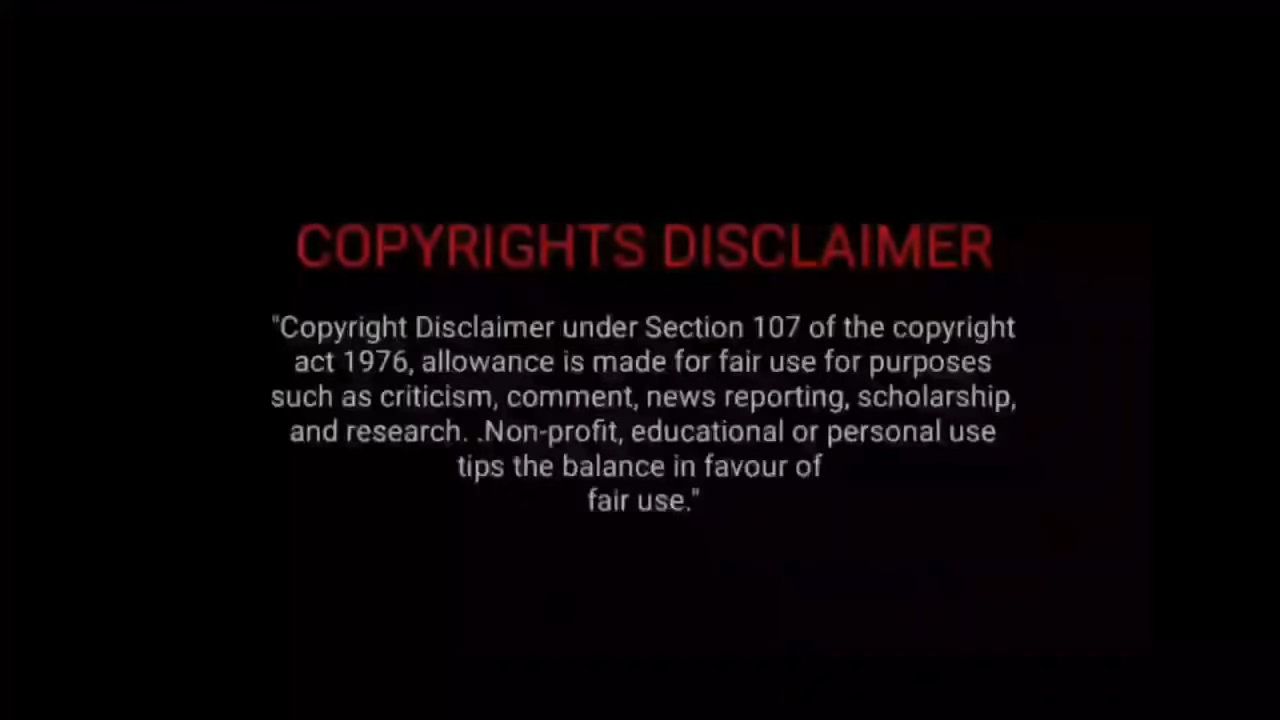 COPYRIGHTS DISCLAIMER
"Copyright Disclaimer under Section 107 of the copyright
act 1976, allowance is made for fair use for purposes
such as criticism, comment, news reporting, scholarship,
and research. .Non-profit, educational or personal use
tips the balance in favour of
fair use."